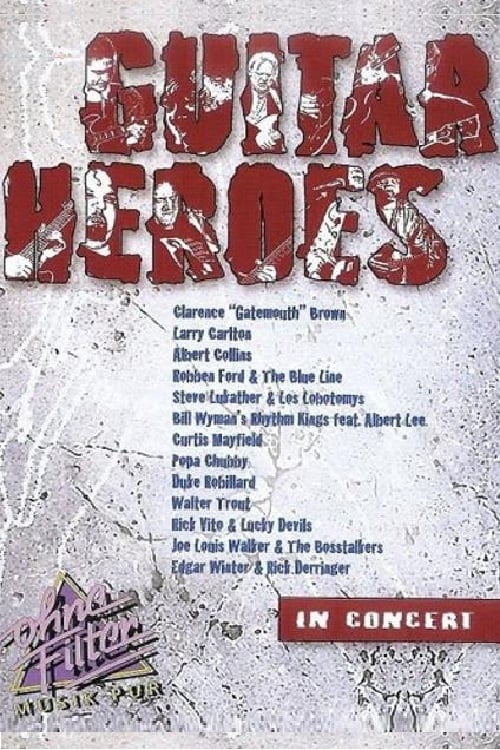 GUITAR
HEROES
Clarence "Gatemouth" Brown
Larry Carlton
Albert Collins
Robben Ford & The Blue Line
Steve Lukather & Los Lobotomys
Bill Wyman's Rhythm Kings feat. Albert Lee
Curtis Mayfield
Popa Chubby
Duke Robillard
Walter Trout
Rick Vito & Lucky Devils
Joe Louis Walker & The Bosstalkers
Edgar Winter & Rick Derringer
IN CONCERT
ohne
Filter
MUSIK PUR